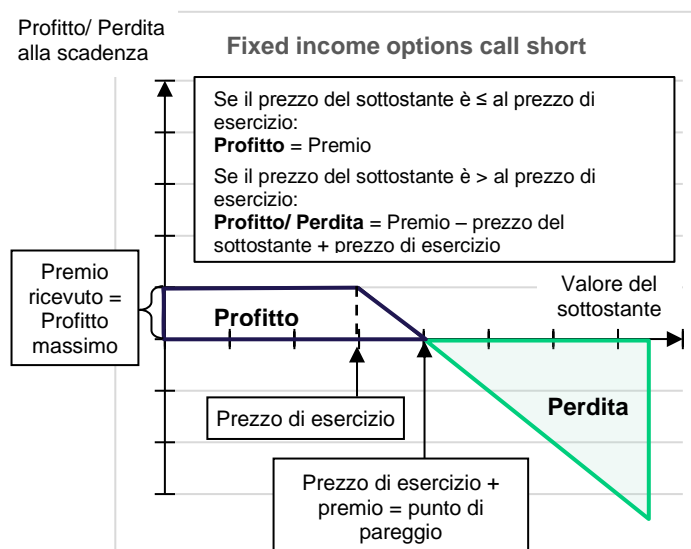 Profitto/ Perdita
alla scadenza
Fixed income options call short
Se il prezzo del sottostante è ≤ al prezzo di
esercizio:
Profitto = Premio
Se il prezzo del sottostante è > al prezzo di
esercizio:
Profitto/ Perdita = Premio – prezzo del
sottostante + prezzo di esercizio
Premio
ricevuto =
Profitto
massimo
Profitto
Valore del
sottostante
Prezzo di esercizio
Perdita
Prezzo di esercizio +
premio = punto di
pareggio